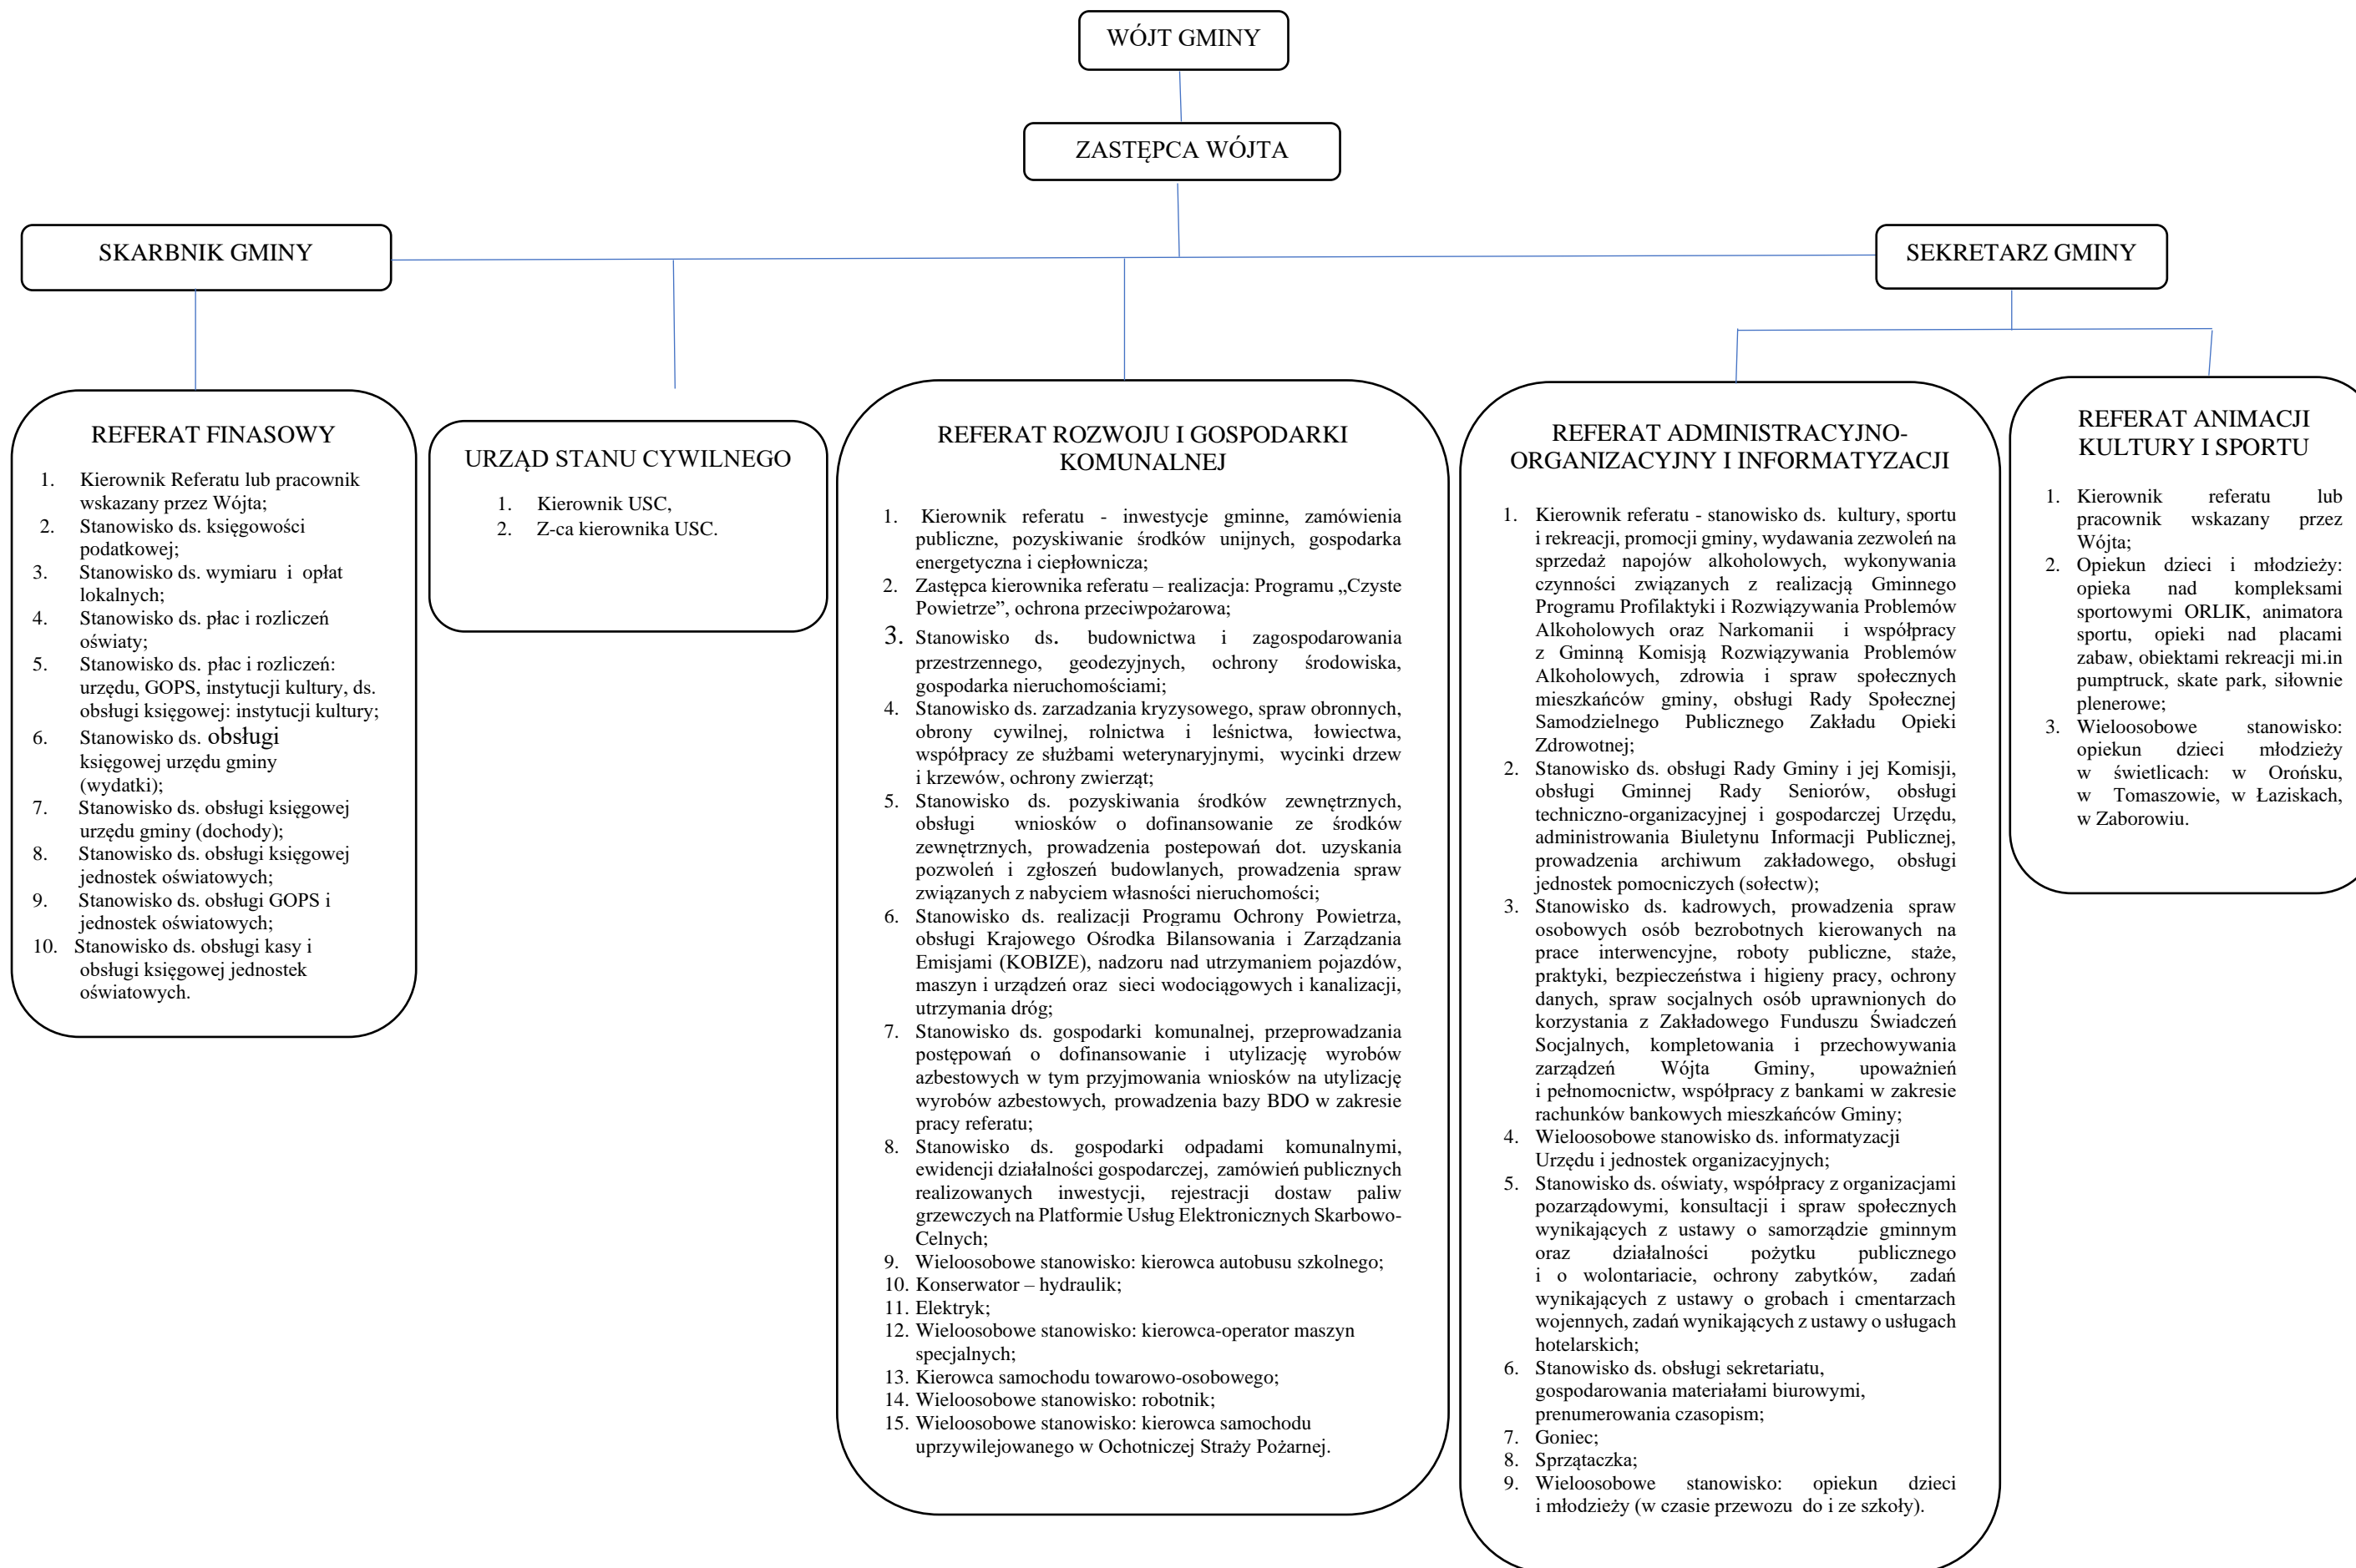 WÓJT GMINY
ZASTĘPCA WÓJTA
SKARBNIK GMINY
SEKRETARZ GMINY
REFERAT FINASOWY
1. Kierownik Referatu lub pracownik
wskazany przez Wójta;
2. Stanowisko ds. księgowości
podatkowej;
3. Stanowisko ds. wymiaru i opłat
lokalnych;
4. Stanowisko ds. płac i rozliczeń
oświaty;
5. Stanowisko ds. płac i rozliczeń:
urzędu, GOPS, instytucji kultury, ds.
obsługi księgowej: instytucji kultury;
6. Stanowisko ds. obsługi
księgowej urzędu gminy
(wydatki);
7. Stanowisko ds. obsługi księgowej
urzędu gminy (dochody);
8. Stanowisko ds. obsługi księgowej
jednostek oświatowych;
9. Stanowisko ds. obsługi GOPS i
jednostek oświatowych;
10. Stanowisko ds. obsługi kasy i
obsługi księgowej jednostek
oświatowych.
URZĄD STANU CYWILNEGO
1. Kierownik USC,
2. Z-ca kierownika USC.
REFERAT ROZWOJU I GOSPODARKI
KOMUNALNEJ
1. Kierownik referatu - inwestycje gminne, zamówienia
publiczne, pozyskiwanie środków unijnych, gospodarka
energetyczna i ciepłownicza;
2. Zastępca kierownika referatu – realizacja: Programu „Czyste
Powietrze”, ochrona przeciwpożarowa;
3. Stanowisko ds. budownictwa i zagospodarowania
przestrzennego, geodezyjnych, ochrony środowiska,
gospodarka nieruchomościami;
4. Stanowisko ds. zarzadzania kryzysowego, spraw obronnych,
obrony cywilnej, rolnictwa i leśnictwa, łowiectwa,
współpracy ze służbami weterynaryjnymi, wycinki drzew
i krzewów, ochrony zwierząt;
5. Stanowisko ds. pozyskiwania środków zewnętrznych,
obsługi wniosków o dofinansowanie ze środków
zewnętrznych, prowadzenia postepowań dot. uzyskania
pozwoleń i zgłoszeń budowlanych, prowadzenia spraw
związanych z nabyciem własności nieruchomości;
6. Stanowisko ds. realizacji Programu Ochrony Powietrza,
obsługi Krajowego Ośrodka Bilansowania i Zarządzania
Emisjami (KOBIZE), nadzoru nad utrzymaniem pojazdów,
maszyn i urządzeń oraz sieci wodociągowych i kanalizacji,
utrzymania dróg;
7. Stanowisko ds. gospodarki komunalnej, przeprowadzania
postępowań o dofinansowanie i utylizację wyrobów
azbestowych w tym przyjmowania wniosków na utylizację
wyrobów azbestowych, prowadzenia bazy BDO w zakresie
pracy referatu;
8. Stanowisko ds. gospodarki odpadami komunalnymi,
ewidencji działalności gospodarczej, zamówień publicznych
realizowanych inwestycji, rejestracji dostaw paliw
grzewczych na Platformie Usług Elektronicznych Skarbowo-
Celnych;
9. Wieloosobowe stanowisko: kierowca autobusu szkolnego;
10. Konserwator – hydraulik;
11. Elektryk;
12. Wieloosobowe stanowisko: kierowca-operator maszyn
specjalnych;
13. Kierowca samochodu towarowo-osobowego;
14. Wieloosobowe stanowisko: robotnik;
15. Wieloosobowe stanowisko: kierowca samochodu
uprzywilejowanego w Ochotniczej Straży Pożarnej.
REFERAT ADMINISTRACYJNO-
ORGANIZACYJNY I INFORMATYZACJI
1. Kierownik referatu - stanowisko ds. kultury, sportu
i rekreacji, promocji gminy, wydawania zezwoleń na
sprzedaż napojów alkoholowych, wykonywania
czynności związanych z realizacją Gminnego
Programu Profilaktyki i Rozwiązywania Problemów
Alkoholowych oraz Narkomanii i współpracy
z Gminną Komisją Rozwiązywania Problemów
Alkoholowych, zdrowia i spraw społecznych
mieszkańców gminy, obsługi Rady Społecznej
Samodzielnego Publicznego Zakładu Opieki
Zdrowotnej;
2. Stanowisko ds. obsługi Rady Gminy i jej Komisji,
obsługi Gminnej Rady Seniorów, obsługi
techniczno-organizacyjnej i gospodarczej Urzędu,
administrowania Biuletynu Informacji Publicznej,
prowadzenia archiwum zakładowego, obsługi
jednostek pomocniczych (sołectw);
3. Stanowisko ds. kadrowych, prowadzenia spraw
osobowych osób bezrobotnych kierowanych na
prace interwencyjne, roboty publiczne, staże,
praktyki, bezpieczeństwa i higieny pracy, ochrony
danych, spraw socjalnych osób uprawnionych do
korzystania z Zakładowego Funduszu Świadczeń
Socjalnych, kompletowania i przechowywania
zarządzeń Wójta Gminy, upoważnień
i pełnomocnictw, współpracy z bankami w zakresie
rachunków bankowych mieszkańców Gminy;
4. Wieloosobowe stanowisko ds. informatyzacji
Urzędu i jednostek organizacyjnych;
5. Stanowisko ds. oświaty, współpracy z organizacjami
pozarządowymi, konsultacji i spraw społecznych
wynikających z ustawy o samorządzie gminnym
oraz działalności pożytku publicznego
i o wolontariacie, ochrony zabytków, zadań
wynikających z ustawy o grobach i cmentarzach
wojennych, zadań wynikających z ustawy o usługach
hotelarskich;
6. Stanowisko ds. obsługi sekretariatu,
gospodarowania materiałami biurowymi,
prenumerowania czasopism;
7. Goniec;
8. Sprzątaczka;
9. Wieloosobowe stanowisko: opiekun dzieci
i młodzieży (w czasie przewozu do i ze szkoły).
REFERAT ANIMACJI
KULTURY I SPORTU
1. Kierownik referatu lub
pracownik wskazany przez
Wójta;
2. Opiekun dzieci i młodzieży:
opieka nad kompleksami
sportowymi ORLIK, animatora
sportu, opieki nad placami
zabaw, obiektami rekreacji mi.in
pumptruck, skate park, siłownie
plenerowe;
3. Wieloosobowe stanowisko:
opiekun dzieci młodzieży
w świetlicach: w Orońsku,
w Tomaszowie, w Łaziskach,
w Zaborowiu.